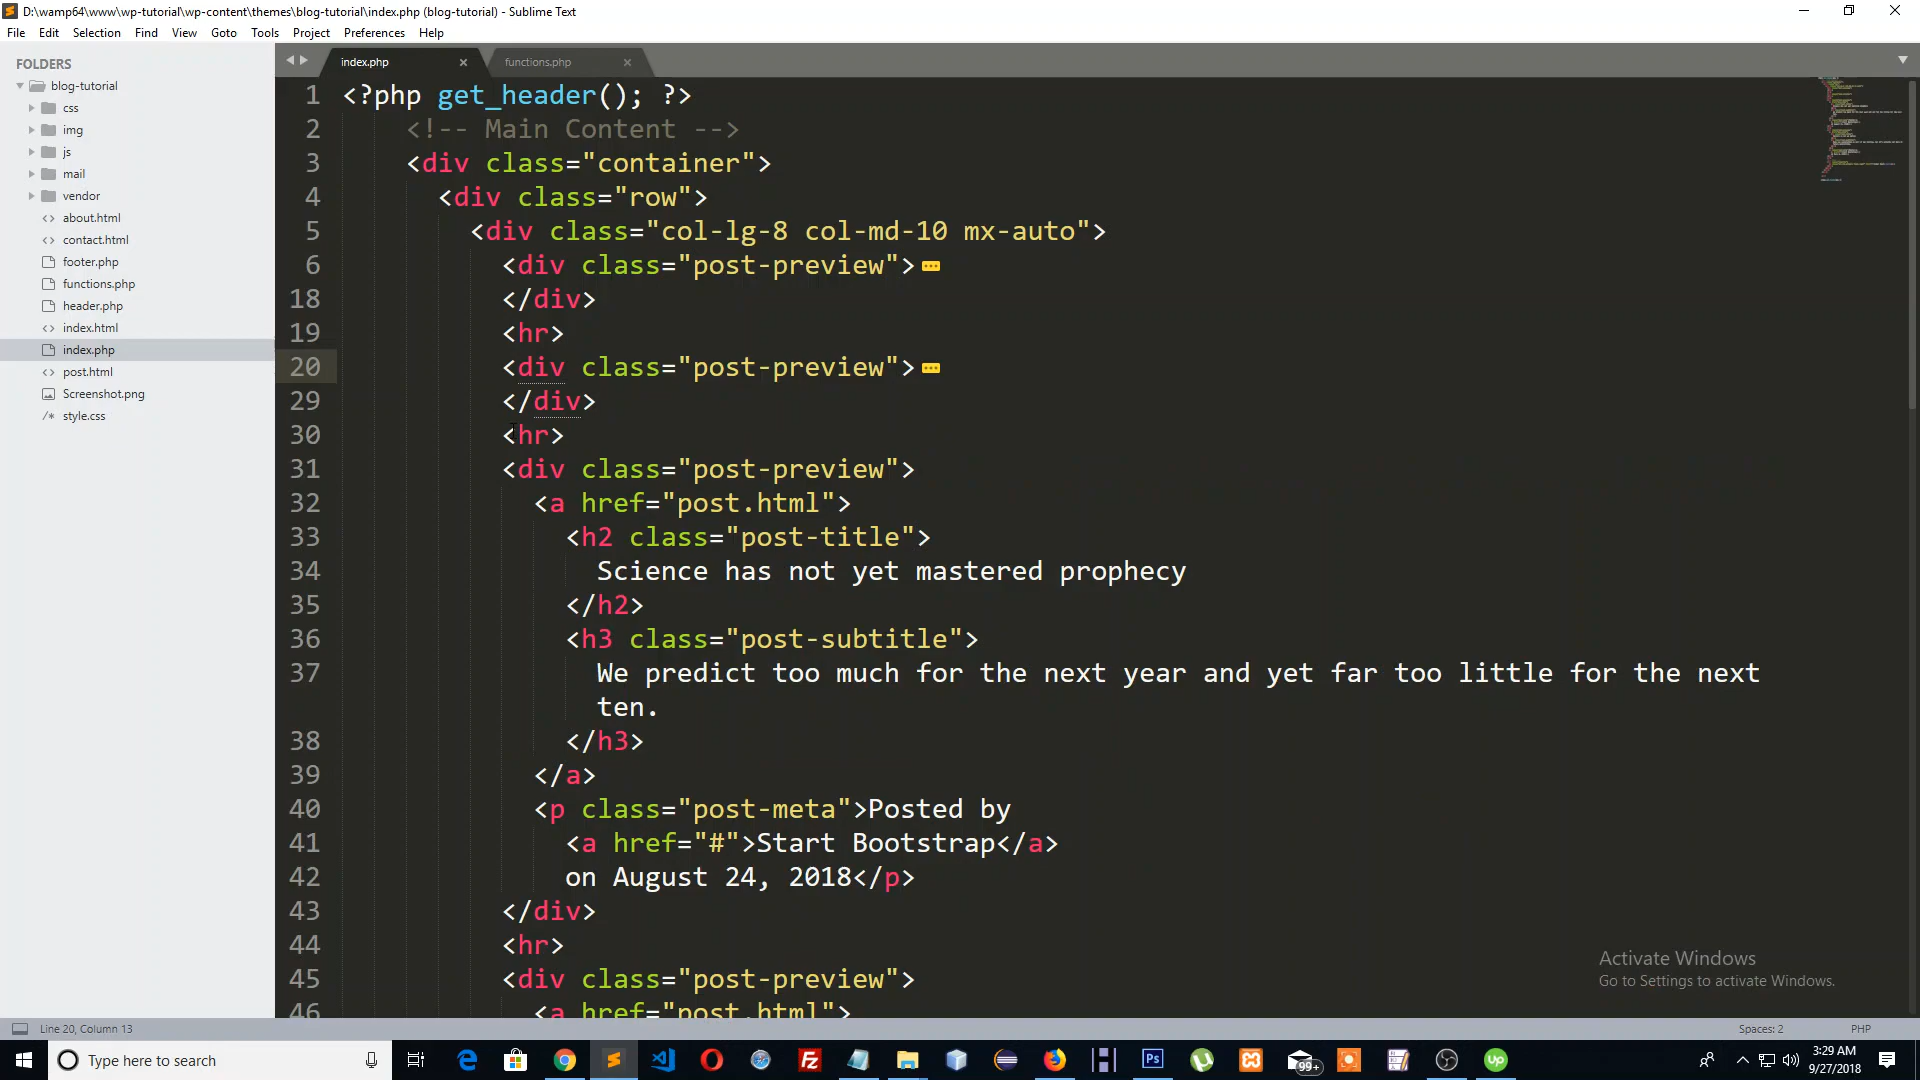 D:\wamp64\www\wp-tutorial\wp-content\themes\blog-tutorial\index.php (blog-tutorial) - Sublime Text
File Edit Selection Find View Goto Tools Project Preferences Help
FOLDERS
blog-tutorial
css
img
js
mail
vendor
about.html
contact.html
footer.php
functions.php
header.php
index.html
index.php
post.html
Screenshot.png
style.css
index.php functions.php
1 <?php get_header(); ?>
2 <!-- Main Content -->
3 <div class="container">
4 <div class="row">
5 <div class="col-lg-8 col-md-10 mx-auto">
6 <div class="post-preview">
18 </div>
19 <hr>
20 <div class="post-preview">
29 </div>
30 <hr>
31 <div class="post-preview">
32 <a href="post.html">
33 <h2 class="post-title">
34 Science has not yet mastered prophecy
35 </h2>
36 <h3 class="post-subtitle">
37 We predict too much for the next year and yet far too little for the next
ten.
38 </h3>
39 </a>
40 <p class="post-meta">Posted by
41 <a href="#">Start Bootstrap</a>
42 on August 24, 2018</p>
43 </div>
44 <hr>
45 <div class="post-preview">
46 <a href="post.html">
Activate Windows
Go to Settings to activate Windows.
Line 20, Column 13 Spaces: 2 PHP
Type here to search
99+
3:29 AM
9/27/2018